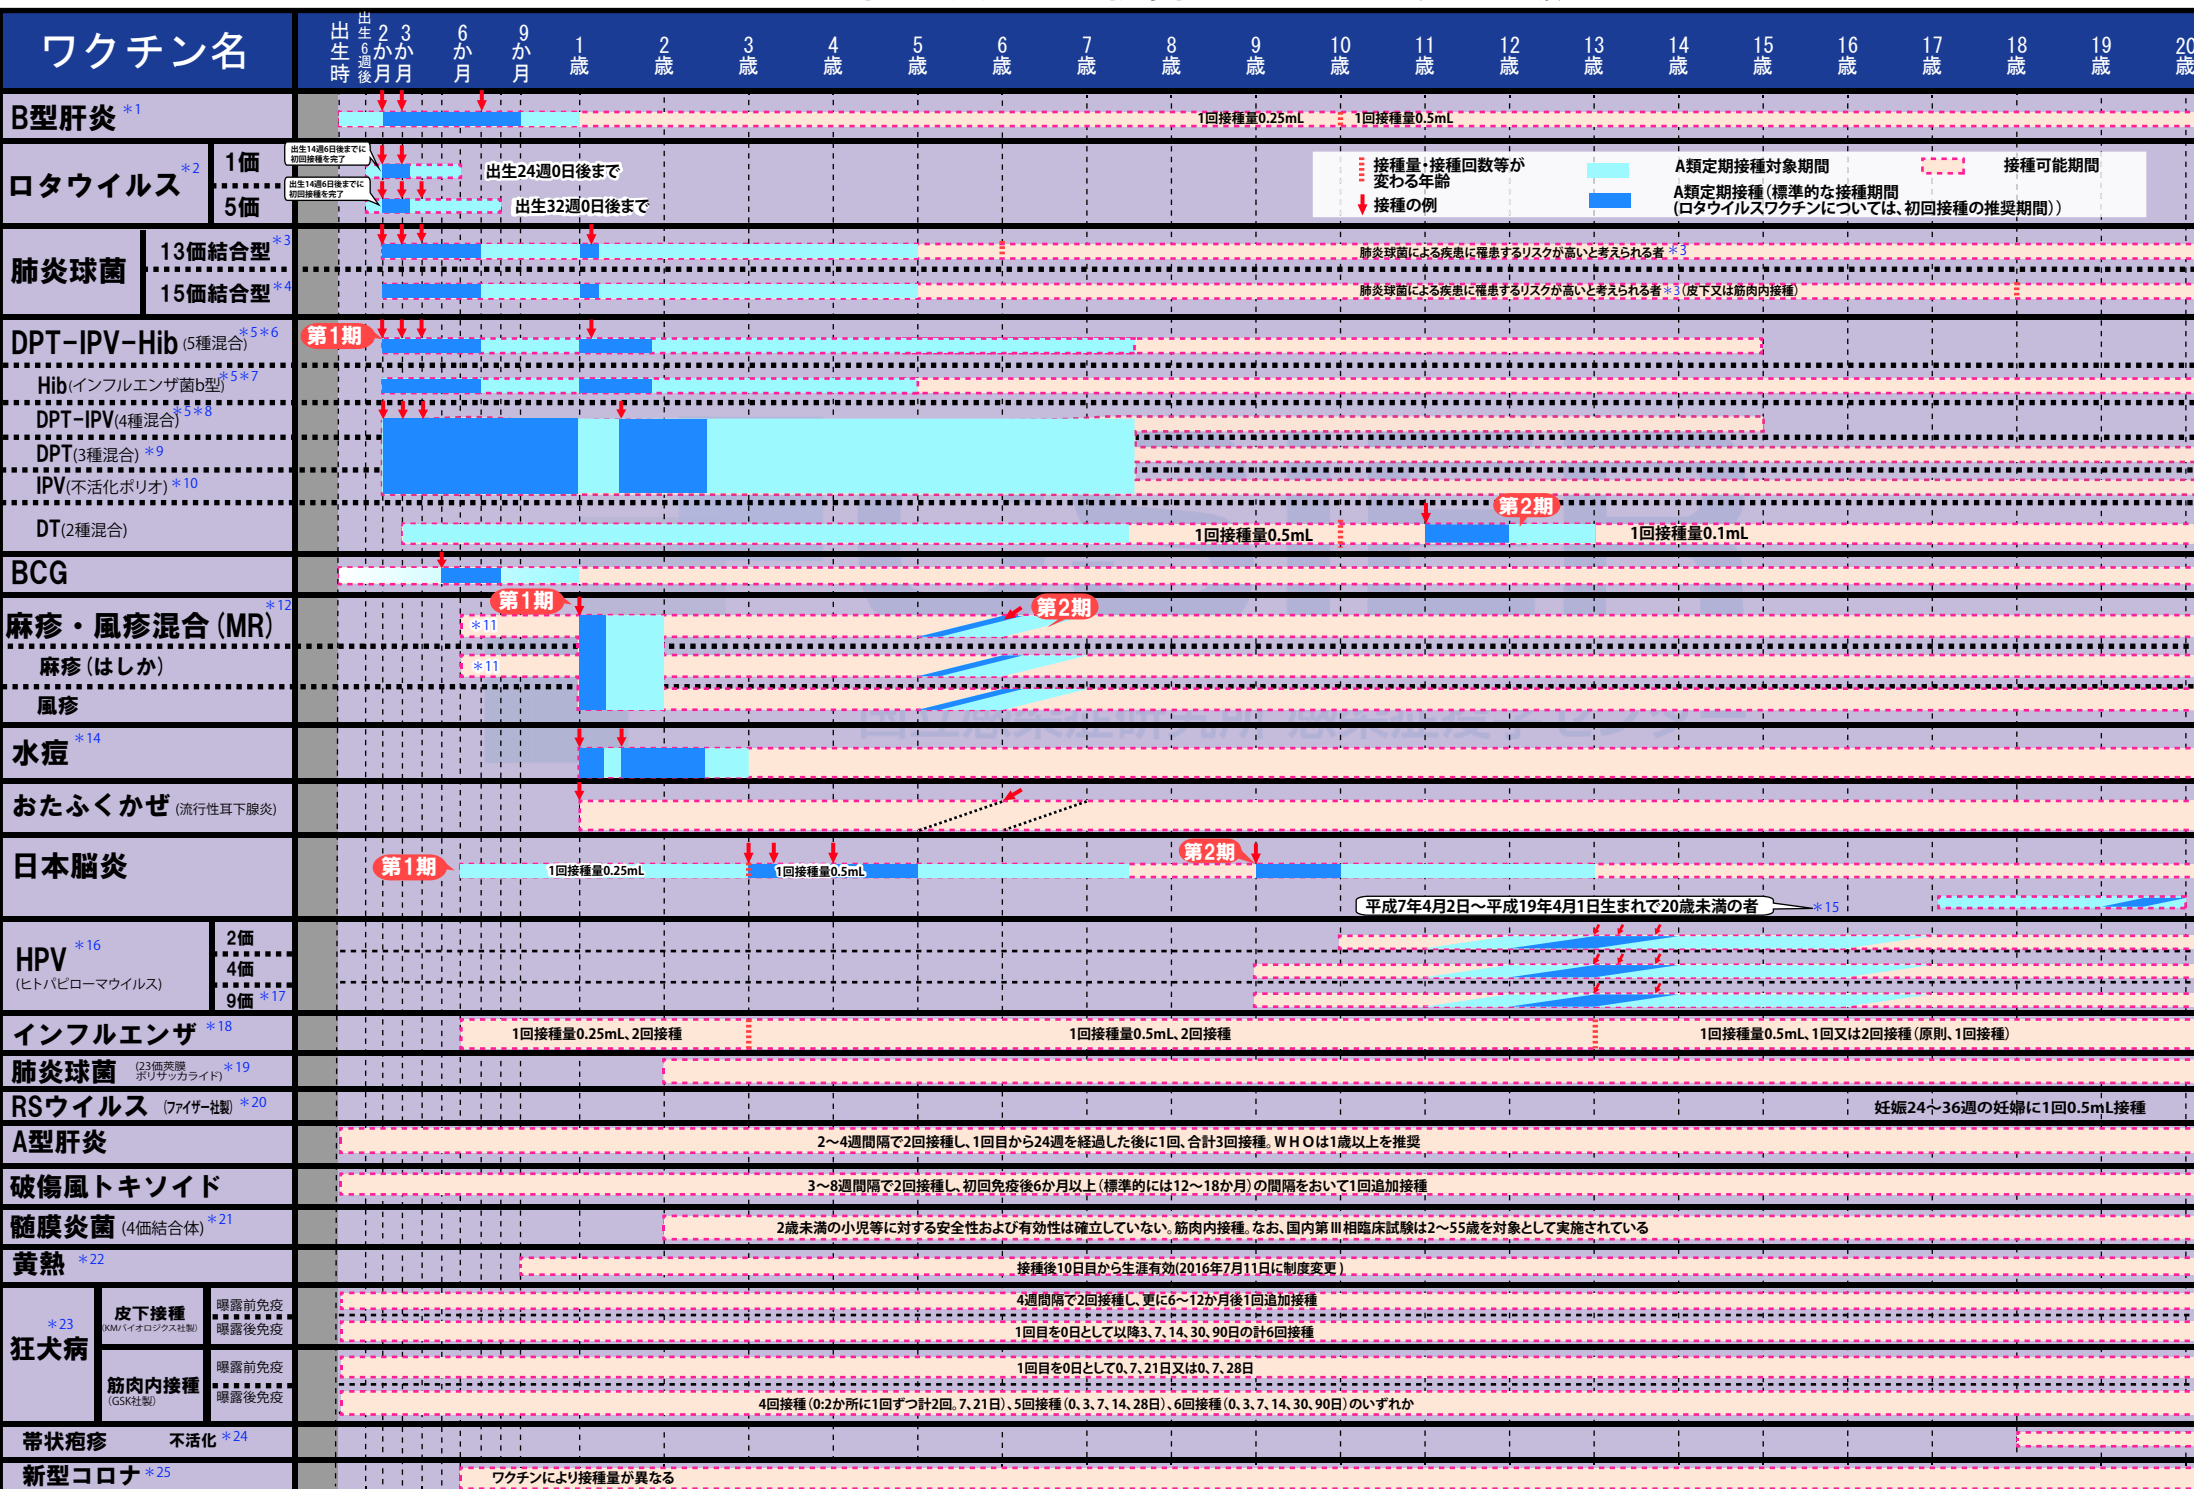 ワクチン名
出生時
出生6週後
2か月
3か月
6か月
9か月
1歳
2歳
3歳
4歳
5歳
6歳
7歳
8歳
9歳
10歳
11歳
12歳
13歳
14歳
15歳
16歳
17歳
18歳
19歳
20歳
B型肝炎 *1
1回接種量0.25mL
1回接種量0.5mL
ロタウイルス *2
1価
出生14週6日後までに
初回接種を完了
出生24週0日後まで
5価
出生14週6日後までに
初回接種を完了
出生32週0日後まで
接種量・接種回数等が
変わる年齢
接種の例
A類定期接種対象期間
A類定期接種(標準的な接種期間
(ロタウイルスワクチンについては、初回接種の推奨期間))
接種可能期間
肺炎球菌
13価結合型 *3
肺炎球菌による疾患に罹患するリスクが高いと考えられる者 *3
15価結合型 *4
肺炎球菌による疾患に罹患するリスクが高いと考えられる者 *3 (皮下又は筋肉内接種)
DPT-IPV-Hib (5種混合) *5*6
第1期
Hib(インフルエンザ菌b型) *5*7
DPT-IPV(4種混合) *5*8
DPT(3種混合) *9
IPV(不活化ポリオ) *10
DT(2種混合)
1回接種量0.5mL
第2期
1回接種量0.1mL
BCG
麻疹・風疹混合(MR) *12
第1期
*11
第2期
麻疹(はしか)
*11
風疹
国立感染症研究所 感染症疫学センター
水痘 *14
おたふくかぜ (流行性耳下腺炎)
日本脳炎
第1期
1回接種量0.25mL
1回接種量0.5mL
第2期
平成7年4月2日〜平成19年4月1日生まれで20歳未満の者
*15
HPV *16
(ヒトパピローマウイルス)
2価
4価
9価 *17
インフルエンザ *18
1回接種量0.25mL、2回接種
1回接種量0.5mL、2回接種
1回接種量0.5mL、1回又は2回接種(原則、1回接種)
肺炎球菌 (23価莢膜
ポリサッカライド) *19
RSウイルス (ファイザー社製) *20
妊娠24〜36週の妊婦に1回0.5mL接種
A型肝炎
2〜4週間隔で2回接種し、1回目から24週を経過した後に1回、合計3回接種。WHOは1歳以上を推奨
破傷風トキソイド
3〜8週間隔で2回接種し、初回免疫後6か月以上(標準的には12〜18か月)の間隔をおいて1回追加接種
髄膜炎菌 (4価結合体) *21
2歳未満の小児等に対する安全性および有効性は確立していない。筋肉内接種。なお、国内第Ⅲ相臨床試験は2〜55歳を対象として実施されている
黄熱 *22
接種後10日目から生涯有効(2016年7月11日に制度変更)
狂犬病 *23
皮下接種
(KMバイオロジクス社製)
曝露前免疫
4週間隔で2回接種し、更に6〜12か月後1回追加接種
曝露後免疫
1回目を0日として以降3、7、14、30、90日の計6回接種
筋肉内接種
(GSK社製)
曝露前免疫
1回目を0日として0、7、21日又は0、7、28日
曝露後免疫
4回接種(0:2か所に1回ずつ計2回。7、21日)、5回接種(0、3、7、14、28日)、6回接種(0、3、7、14、30、90日)のいずれか
帯状疱疹 不活化 *24
新型コロナ *25
ワクチンにより接種量が異なる